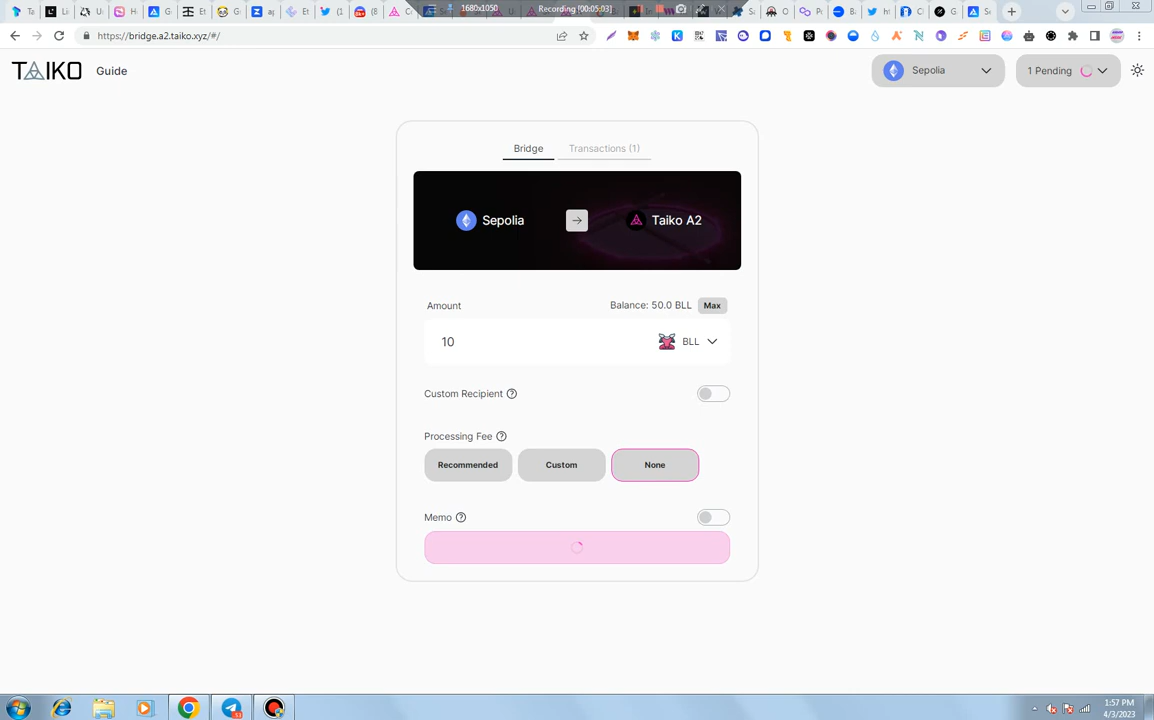 1680x1050
Recording [00:05:03]
https://bridge.a2.taiko.xyz/#/
TAIKO
Guide
Sepolia
1 Pending
Bridge
Transactions (1)
Sepolia
Taiko A2
Amount
Balance: 50.0 BLL
Max
10
BLL
Custom Recipient
Processing Fee
Recommended
Custom
None
Memo
1:57 PM
4/3/2023